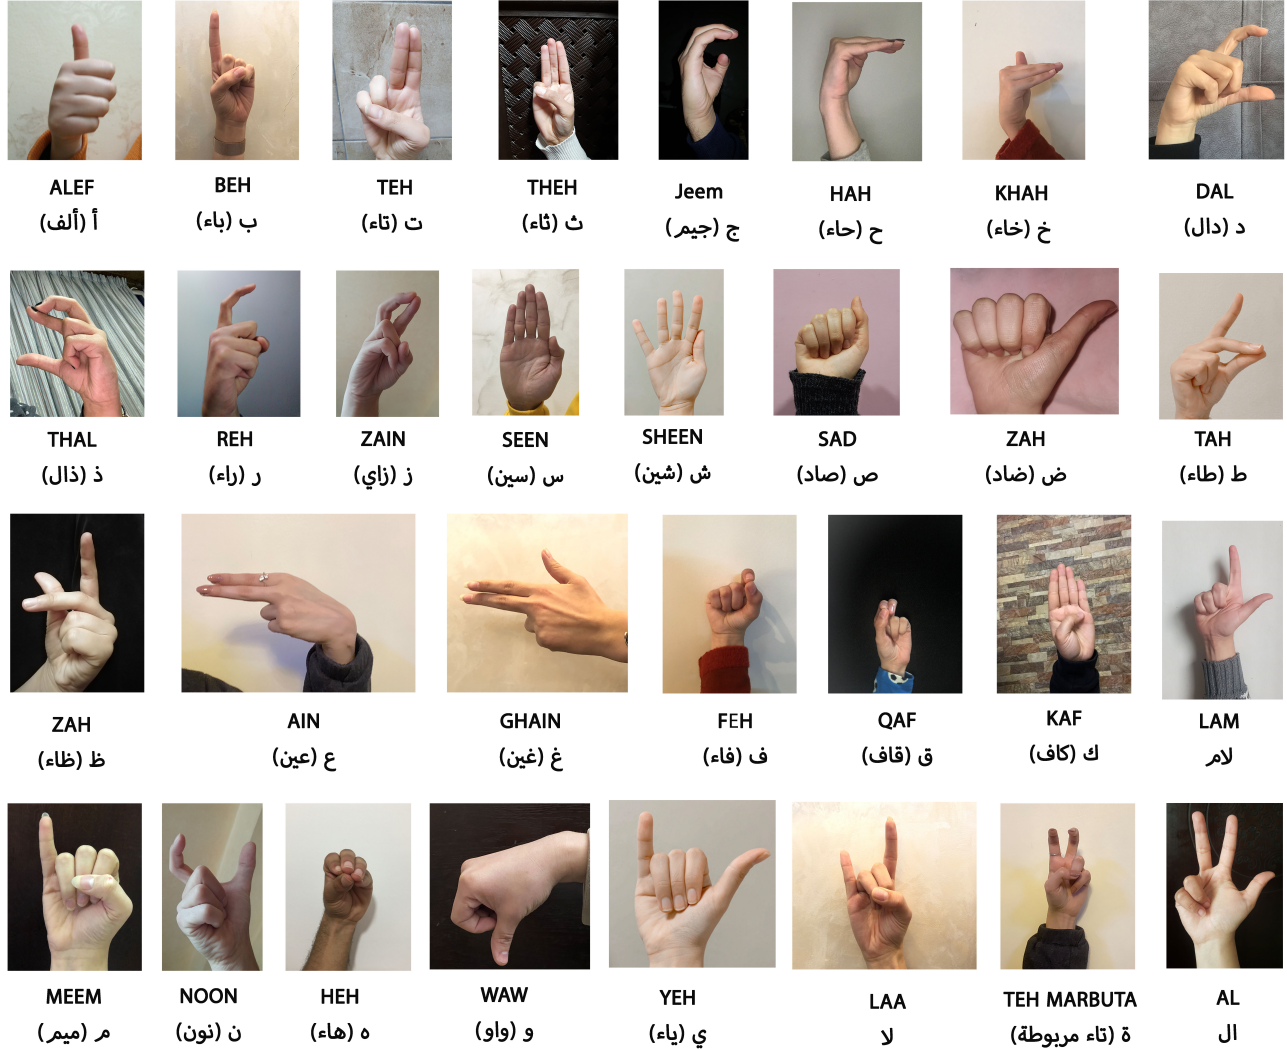 ALEF
أ (ألف)
BEH
ب (باء)
TEH
ت (تاء)
THEH
ث (ثاء)
Jeem
ج (جيم)
HAH
ح (حاء)
KHAH
خ (خاء)
DAL
د (دال)
THAL
ذ (ذال)
REH
ر (راء)
ZAIN
ز (زاي)
SEEN
س (سين)
SHEEN
ش (شين)
SAD
ص (صاد)
ZAH
ض (ضاد)
TAH
ط (طاء)
ZAH
ظ (ظاء)
AIN
ع (عين)
GHAIN
غ (غين)
FEH
ف (فاء)
QAF
ق (قاف)
KAF
ك (كاف)
LAM
لام
MEEM
م (ميم)
NOON
ن (نون)
HEH
ه (هاء)
WAW
و (واو)
YEH
ي (ياء)
LAA
لا
TEH MARBUTA
ة (تاء مربوطة)
AL
ال